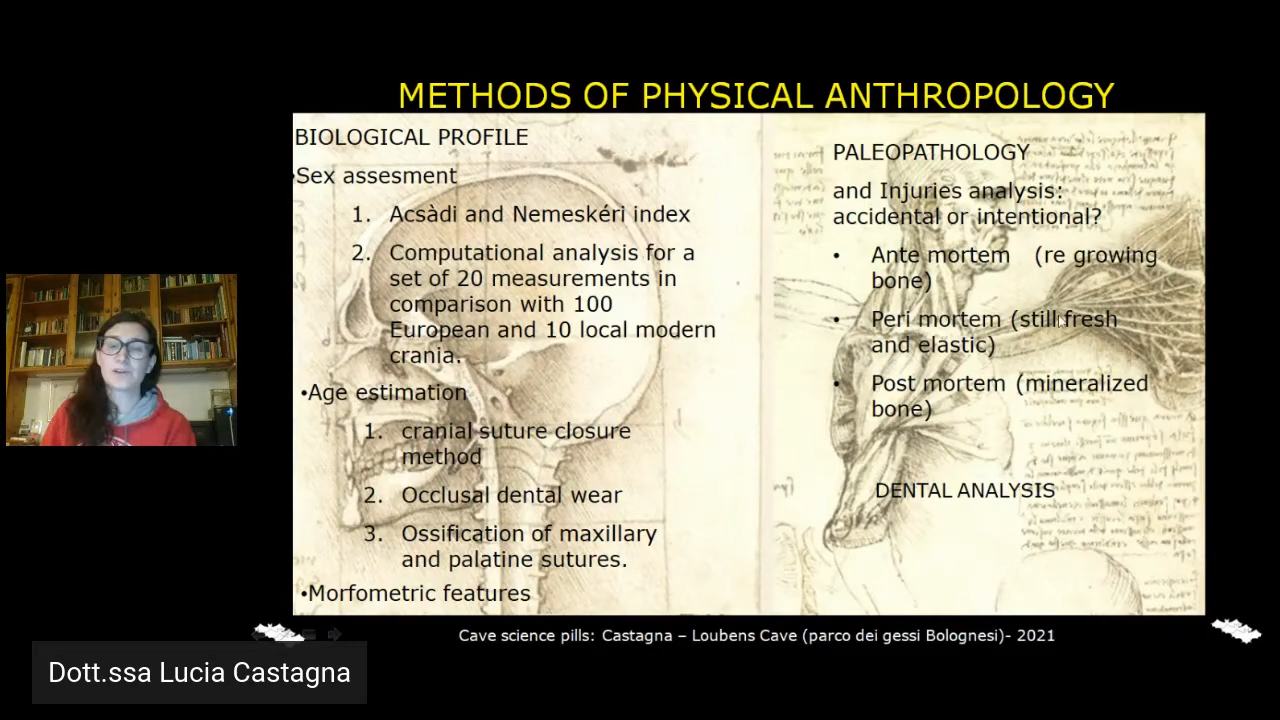 METHODS OF PHYSICAL ANTHROPOLOGY
BIOLOGICAL PROFILE
•Sex assesment
1. Acsàdi and Nemeskéri index
2. Computational analysis for a
set of 20 measurements in
comparison with 100
European and 10 local modern
crania.
•Age estimation
1. cranial suture closure
method
2. Occlusal dental wear
3. Ossification of maxillary
and palatine sutures.
•Morfometric features
PALEOPATHOLOGY
and Injuries analysis:
accidental or intentional?
• Ante mortem (re growing
bone)
• Peri mortem (still fresh
and elastic)
• Post mortem (mineralized
bone)
DENTAL ANALYSIS
Cave science pills: Castagna – Loubens Cave (parco dei gessi Bolognesi)- 2021
Dott.ssa Lucia Castagna